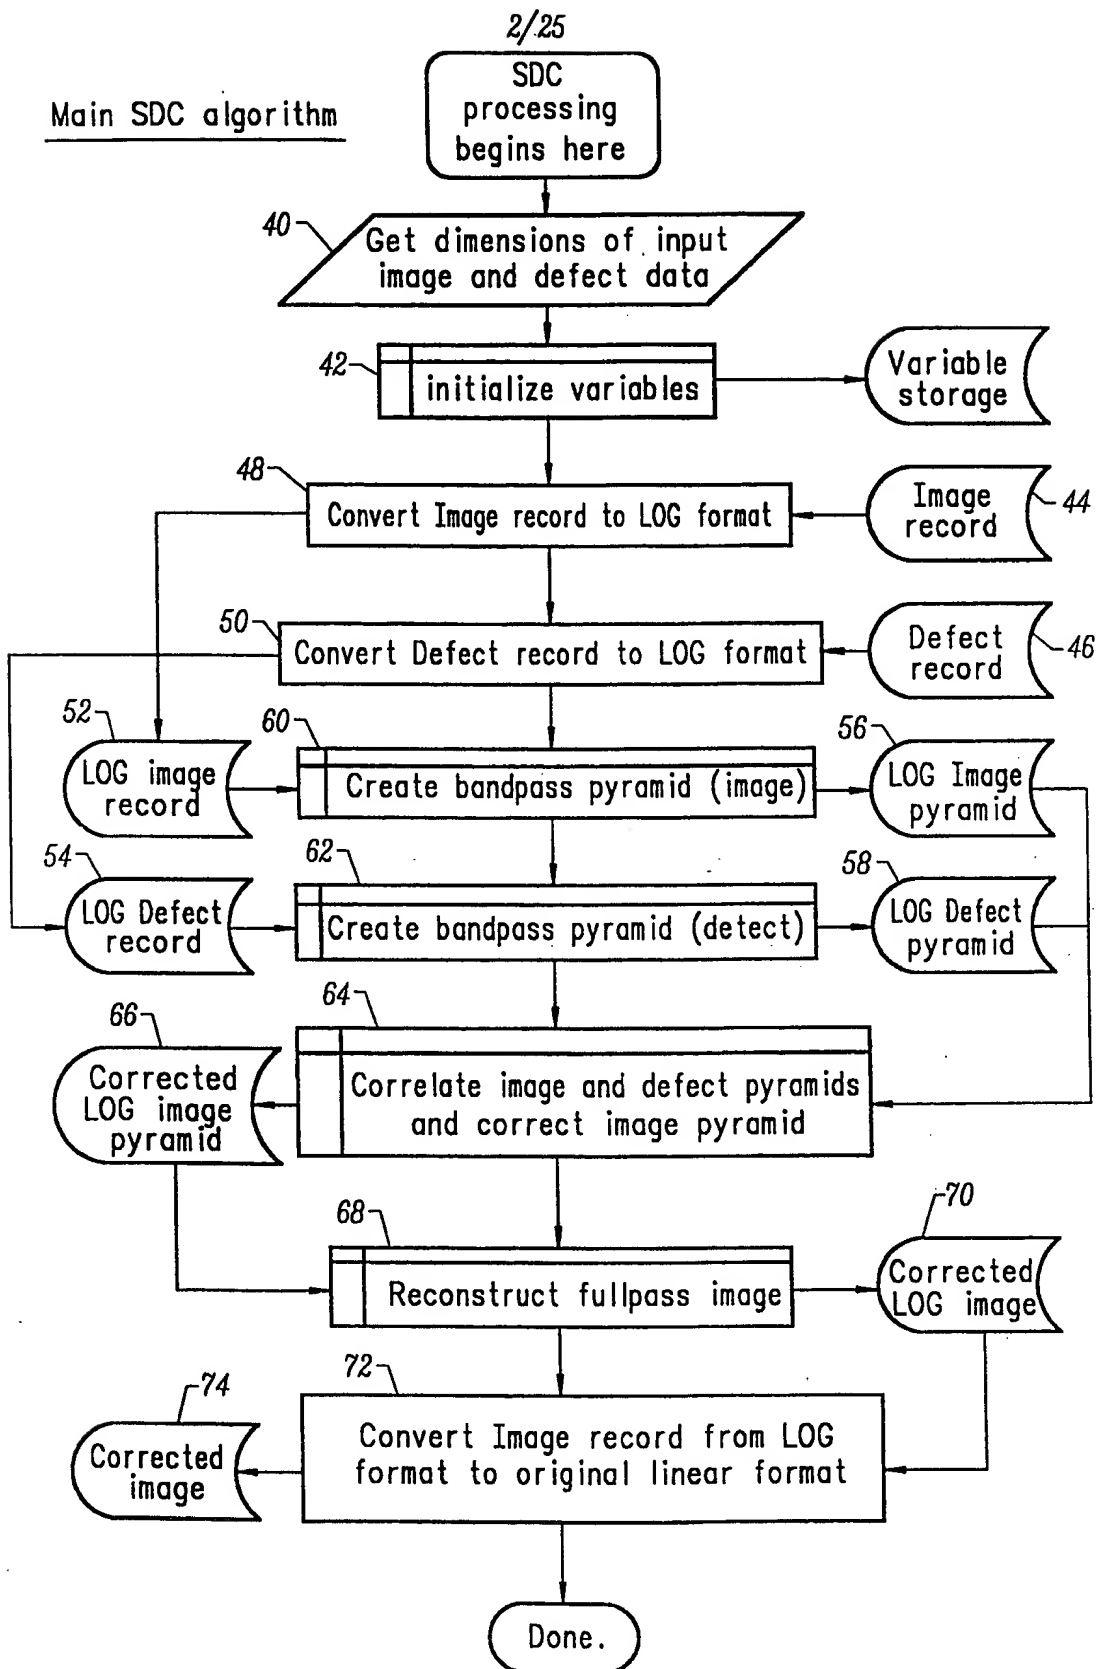 2/25
Main SDC algorithm
SDC
processing
begins here
40
Get dimensions of input
image and defect data
42
initialize variables
Variable
storage
48
Convert Image record to LOG format
Image
record
44
50
Convert Defect record to LOG format
Defect
record
46
52
LOG image
record
60
Create bandpass pyramid (image)
56
LOG Image
pyramid
54
LOG Defect
record
62
Create bandpass pyramid (detect)
58
LOG Defect
pyramid
64
Correlate image and defect pyramids
and correct image pyramid
66
Corrected
LOG image
pyramid
68
Reconstruct fullpass image
70
Corrected
LOG image
72
Convert Image record from LOG
format to original linear format
74
Corrected
image
Done.